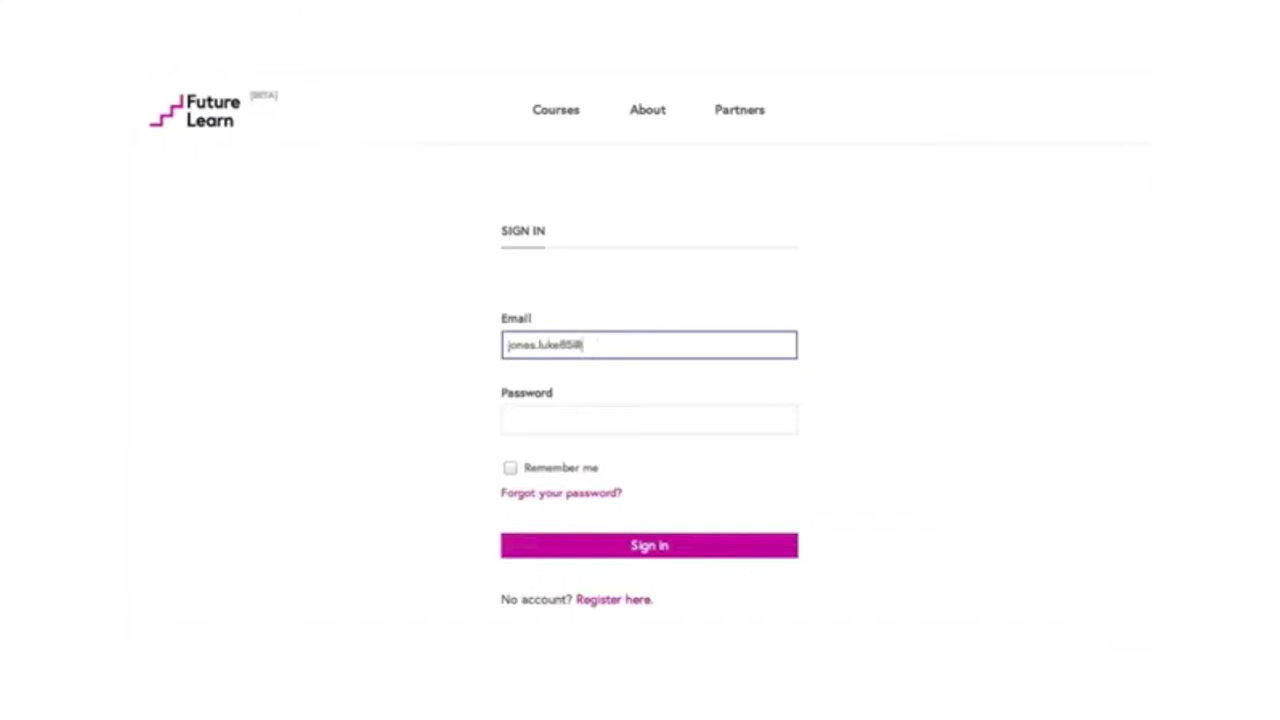 Future
Learn
[BETA]
Courses About Partners
SIGN IN
Email
Password
Remember me
Forgot your password?
Sign in
No account? Register here.